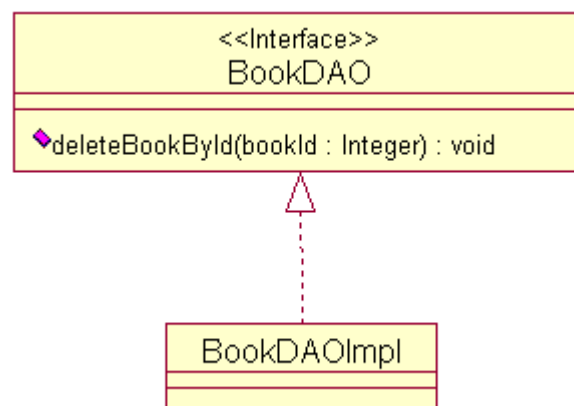 <<Interface>>
BookDAO
deleteBookById(bookId : Integer) : void
BookDAOImpl